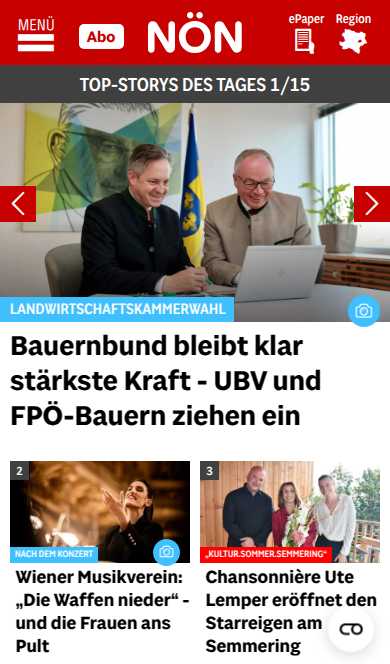 MENÜ
Abo
NÖN
ePaper
Region
TOP-STORYS DES TAGES 1/15
LANDWIRTSCHAFTSKAMMERWAHL
Bauernbund bleibt klar
stärkste Kraft - UBV und
FPÖ-Bauern ziehen ein
2
NACH DEM KONZERT
Wiener Musikverein:
„Die Waffen nieder“ -
und die Frauen ans
Pult
3
„KULTUR.SOMMER.SEMMERING“
Chansonnière Ute
Lemper eröffnet den
Starreigen am
Semmering